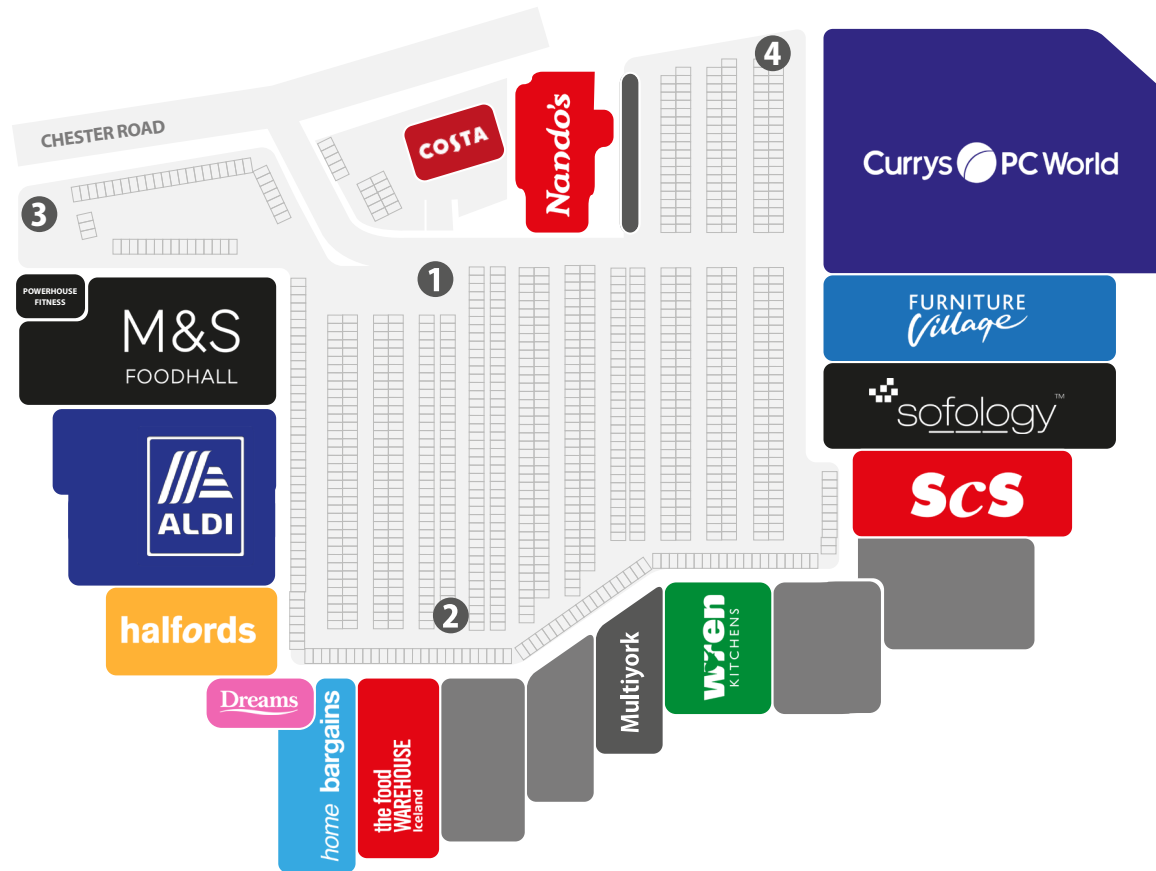 CHESTER ROAD
COSTA
Nando's
4
Currys PC World
3
1
POWERHOUSE
FITNESS
M&S
FOODHALL
FURNITURE
Village
sofology™
ALDI
ScS
halfords
2
Wren
KITCHENS
Multiyork
Dreams
home bargains
the food
WAREHOUSE
Iceland